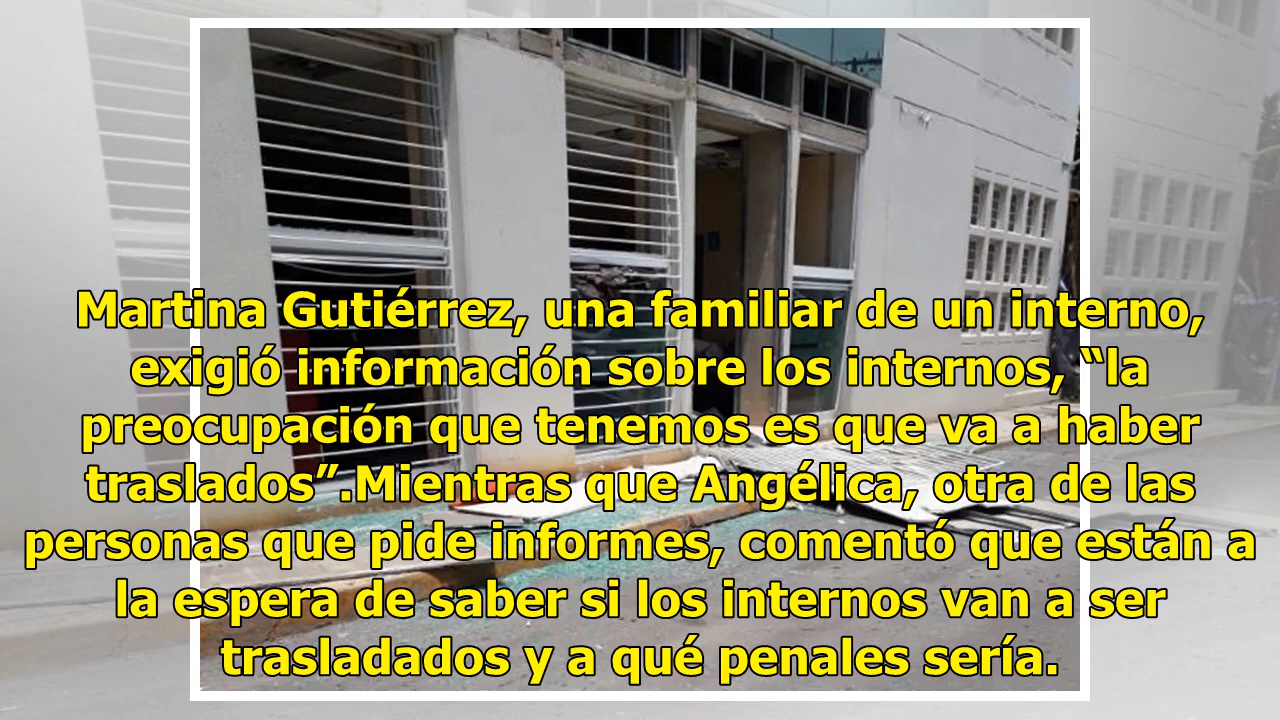 Martina Gutiérrez, una familiar de un interno,
exigió información sobre los internos, “la
preocupación que tenemos es que va a haber
traslados”.Mientras que Angélica, otra de las
personas que pide informes, comentó que están a
la espera de saber si los internos van a ser
trasladados y a qué penales sería.